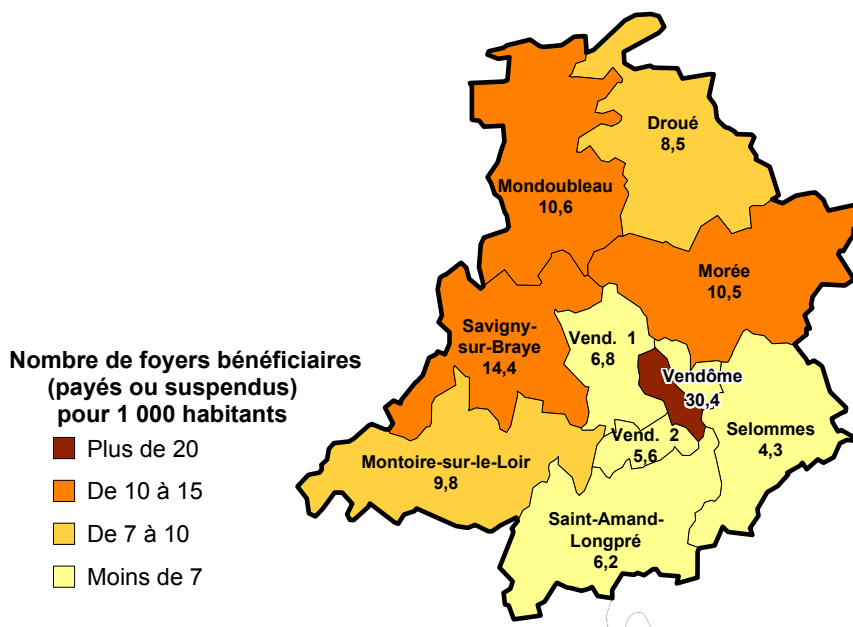 Droué
8,5
Mondoubleau
10,6
Morée
10,5
Savigny-
sur-Braye
14,4
Vend. 1
6,8
Vendôme
30,4
Selommes
4,3
Vend. 2
5,6
Montoire-sur-le-Loir
9,8
Saint-Amand-
Longpré
6,2
Nombre de foyers bénéficiaires
(payés ou suspendus)
pour 1 000 habitants
Plus de 20
De 10 à 15
De 7 à 10
Moins de 7